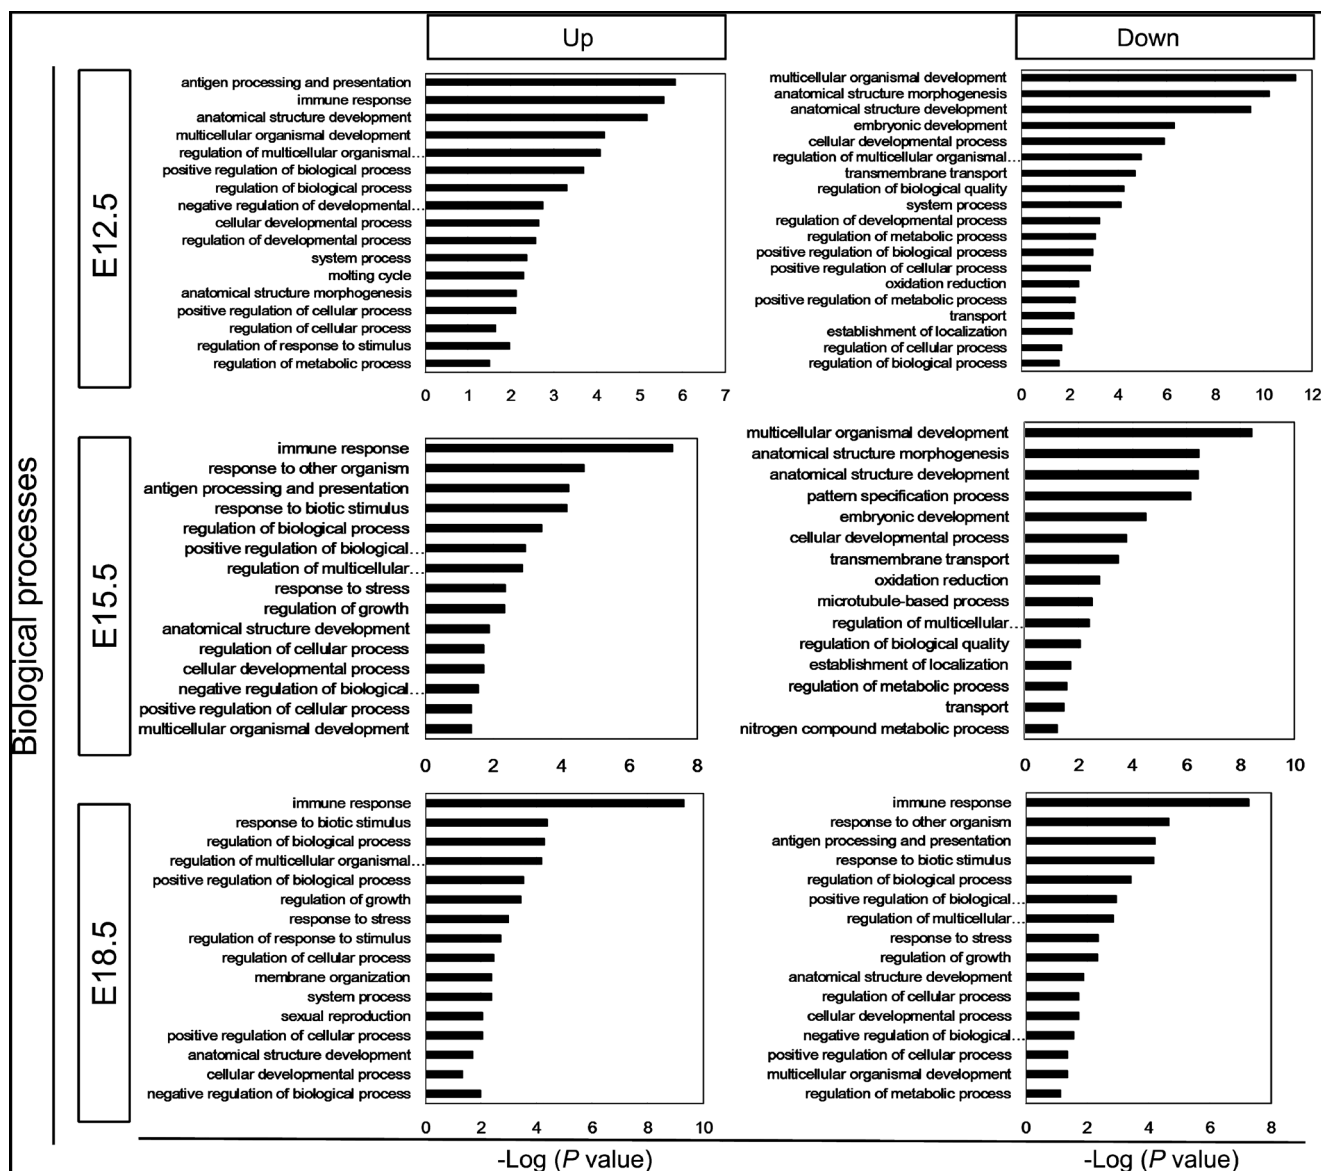 Up
Down
Biological processes
E12.5
antigen processing and presentation
immune response
anatomical structure development
multicellular organismal development
regulation of multicellular organismal...
positive regulation of biological process
regulation of biological process
negative regulation of developmental ...
cellular developmental process
regulation of developmental process
system process
molting cycle
anatomical structure morphogenesis
positive regulation of cellular process
regulation of cellular process
regulation of response to stimulus
regulation of metabolic process
0 1 2 3 4 5 6 7
multicellular organismal development
anatomical structure morphogenesis
anatomical structure development
embryonic development
cellular developmental process
regulation of multicellular organismal ...
transmembrane transport
regulation of biological quality
system process
regulation of developmental process
regulation of metabolic process
positive regulation of biological process
positive regulation of cellular process
oxidation reduction
positive regulation of metabolic process
transport
establishment of localization
regulation of cellular process
regulation of biological process
0 2 4 6 8 10 12
E15.5
immune response
response to other organism
antigen processing and presentation
response to biotic stimulus
regulation of biological process
positive regulation of biological...
regulation of multicellular ...
response to stress
regulation of growth
anatomical structure development
regulation of cellular process
cellular developmental process
negative regulation of biological ...
positive regulation of cellular process
multicellular organismal development
0 2 4 6 8
multicellular organismal development
anatomical structure morphogenesis
anatomical structure development
pattern specification process
embryonic development
cellular developmental process
transmembrane transport
oxidation reduction
microtubule-based process
regulation of multicellular ...
regulation of biological quality
establishment of localization
regulation of metabolic process
transport
nitrogen compound metabolic process
0 2 4 6 8 10
E18.5
immune response
response to biotic stimulus
regulation of biological process
regulation of multicellular organismal ...
positive regulation of biological process
regulation of growth
response to stress
regulation of response to stimulus
regulation of cellular process
membrane organization
system process
sexual reproduction
positive regulation of cellular process
anatomical structure development
cellular developmental process
negative regulation of biological process
0 2 4 6 8 10
-Log (P value)
immune response
response to other organism
antigen processing and presentation
response to biotic stimulus
regulation of biological process
positive regulation of biological ...
regulation of multicellular ...
response to stress
regulation of growth
anatomical structure development
regulation of cellular process
cellular developmental process
negative regulation of biological ...
positive regulation of cellular process
multicellular organismal development
regulation of metabolic process
0 2 4 6 8
-Log (P value)